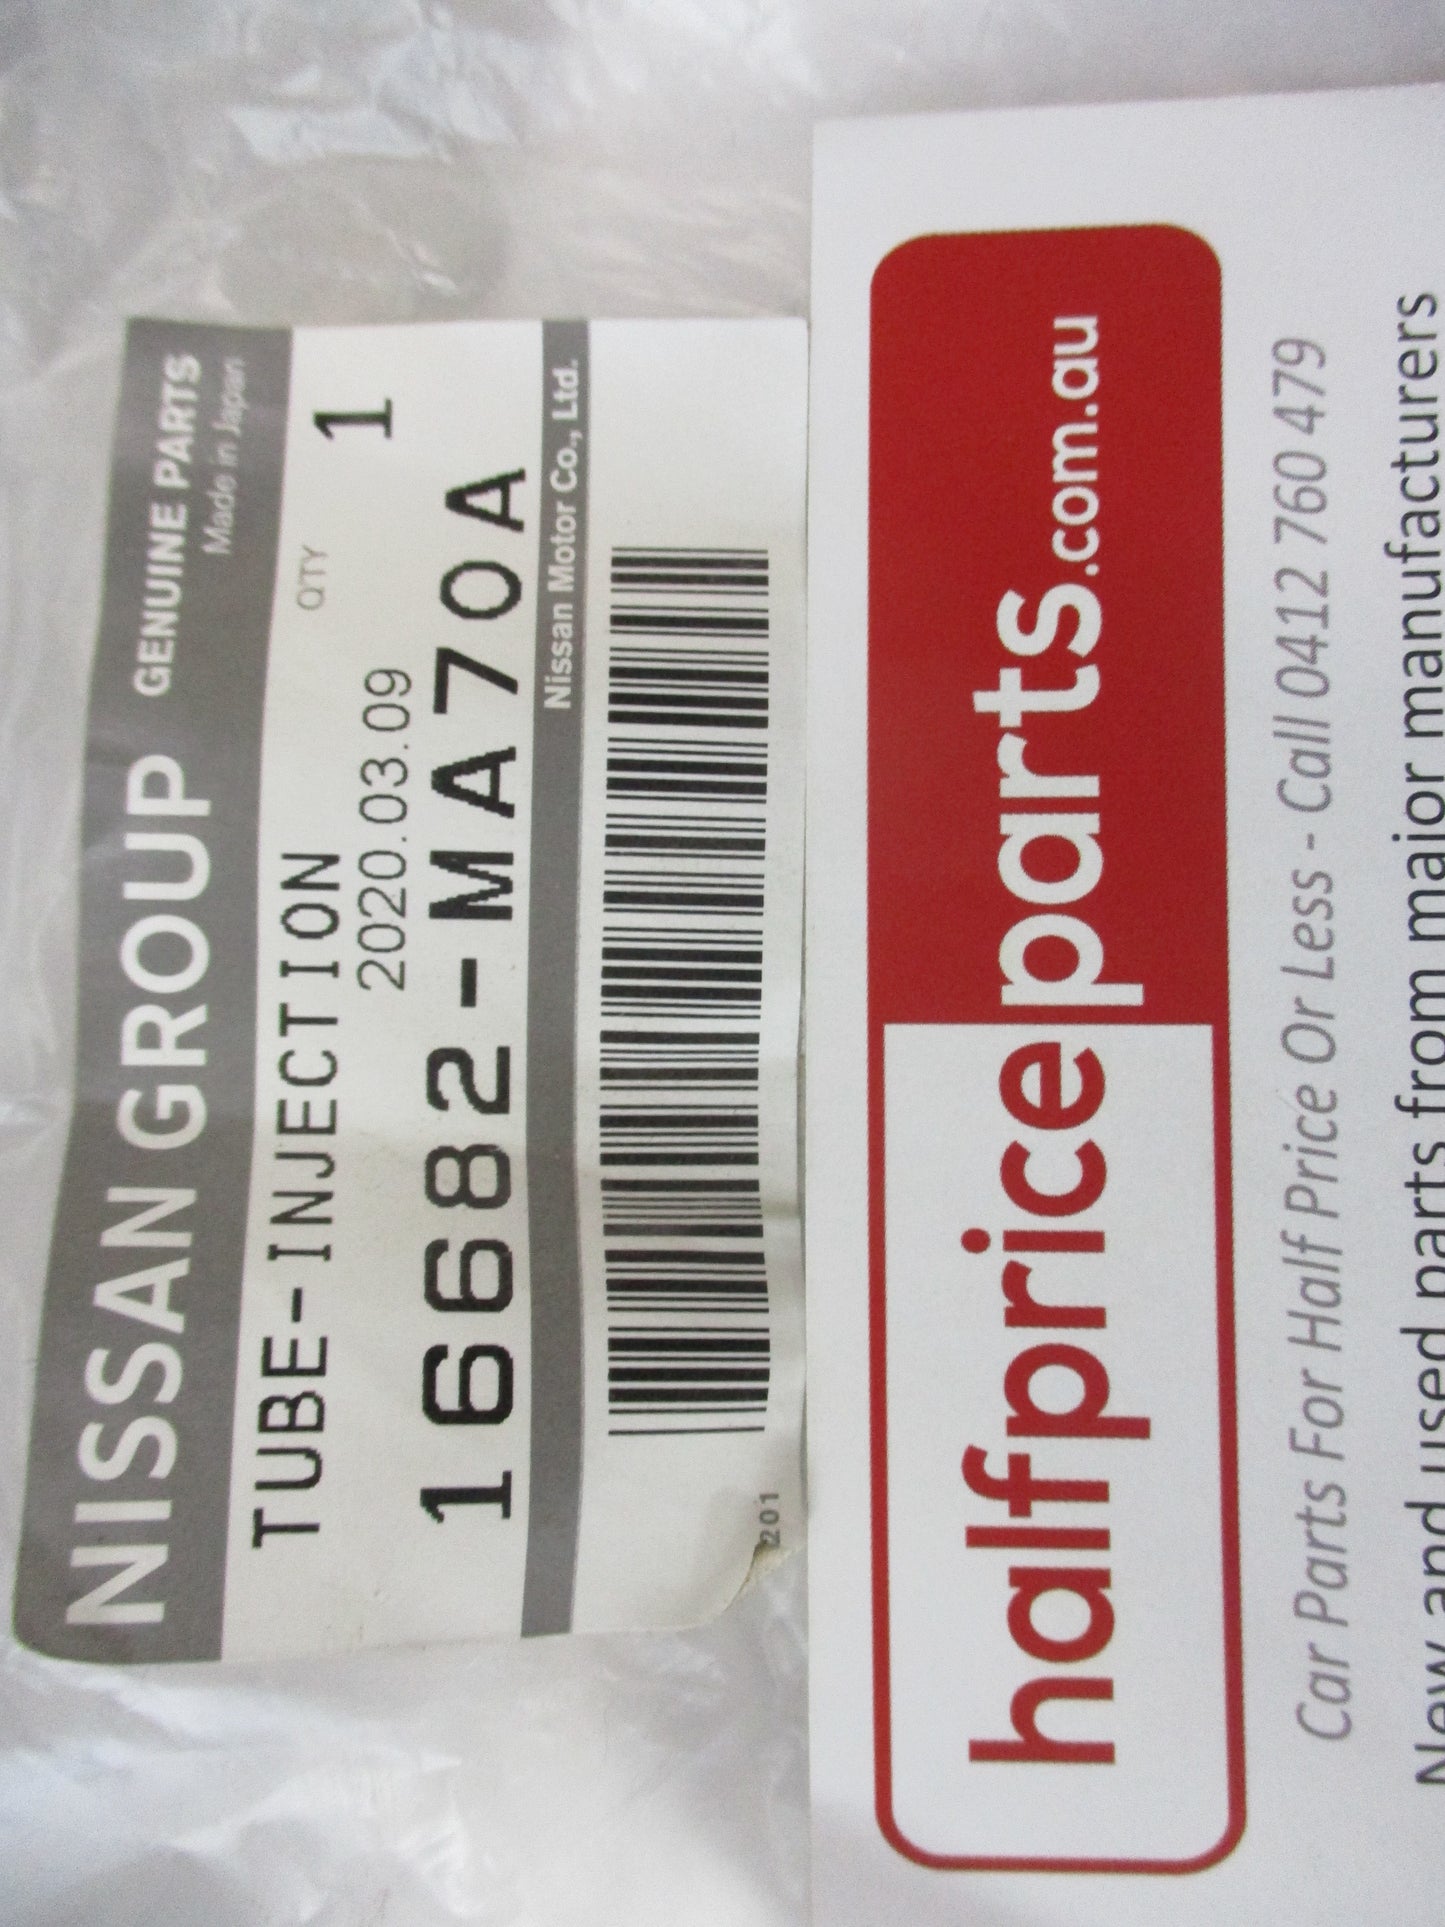 NISSAN GROUP GENUINE PARTS
Made in Japan
TUBE-INJECTION
Q'TY 1
2020.03.09
16682-MA70A
Nissan Motor Co., Ltd.
201
halfpriceparts.com.au
Car Parts For Half Price Or Less - Call 0412 760 479
New and used parts from major manufacturers